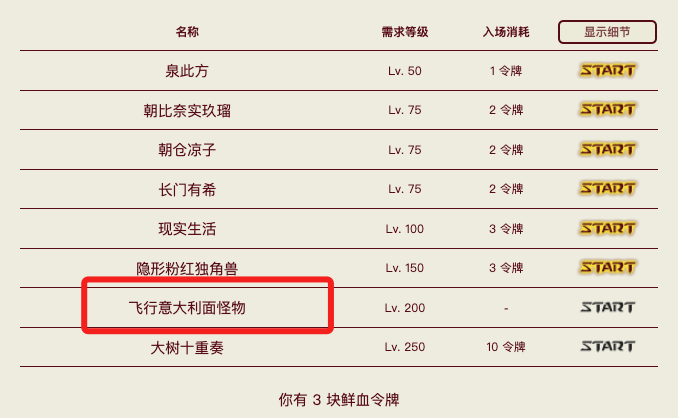 名称 需求等级 入场消耗 显示细节
泉此方 Lv. 50 1 令牌 START
朝比奈实玖瑠 Lv. 75 2 令牌 START
朝仓凉子 Lv. 75 2 令牌 START
长门有希 Lv. 75 2 令牌 START
现实生活 Lv. 100 3 令牌 START
隐形粉红独角兽 Lv. 150 3 令牌 START
飞行意大利面怪物 Lv. 200 - START
大树十重奏 Lv. 250 10 令牌 START
你有 3 块鲜血令牌